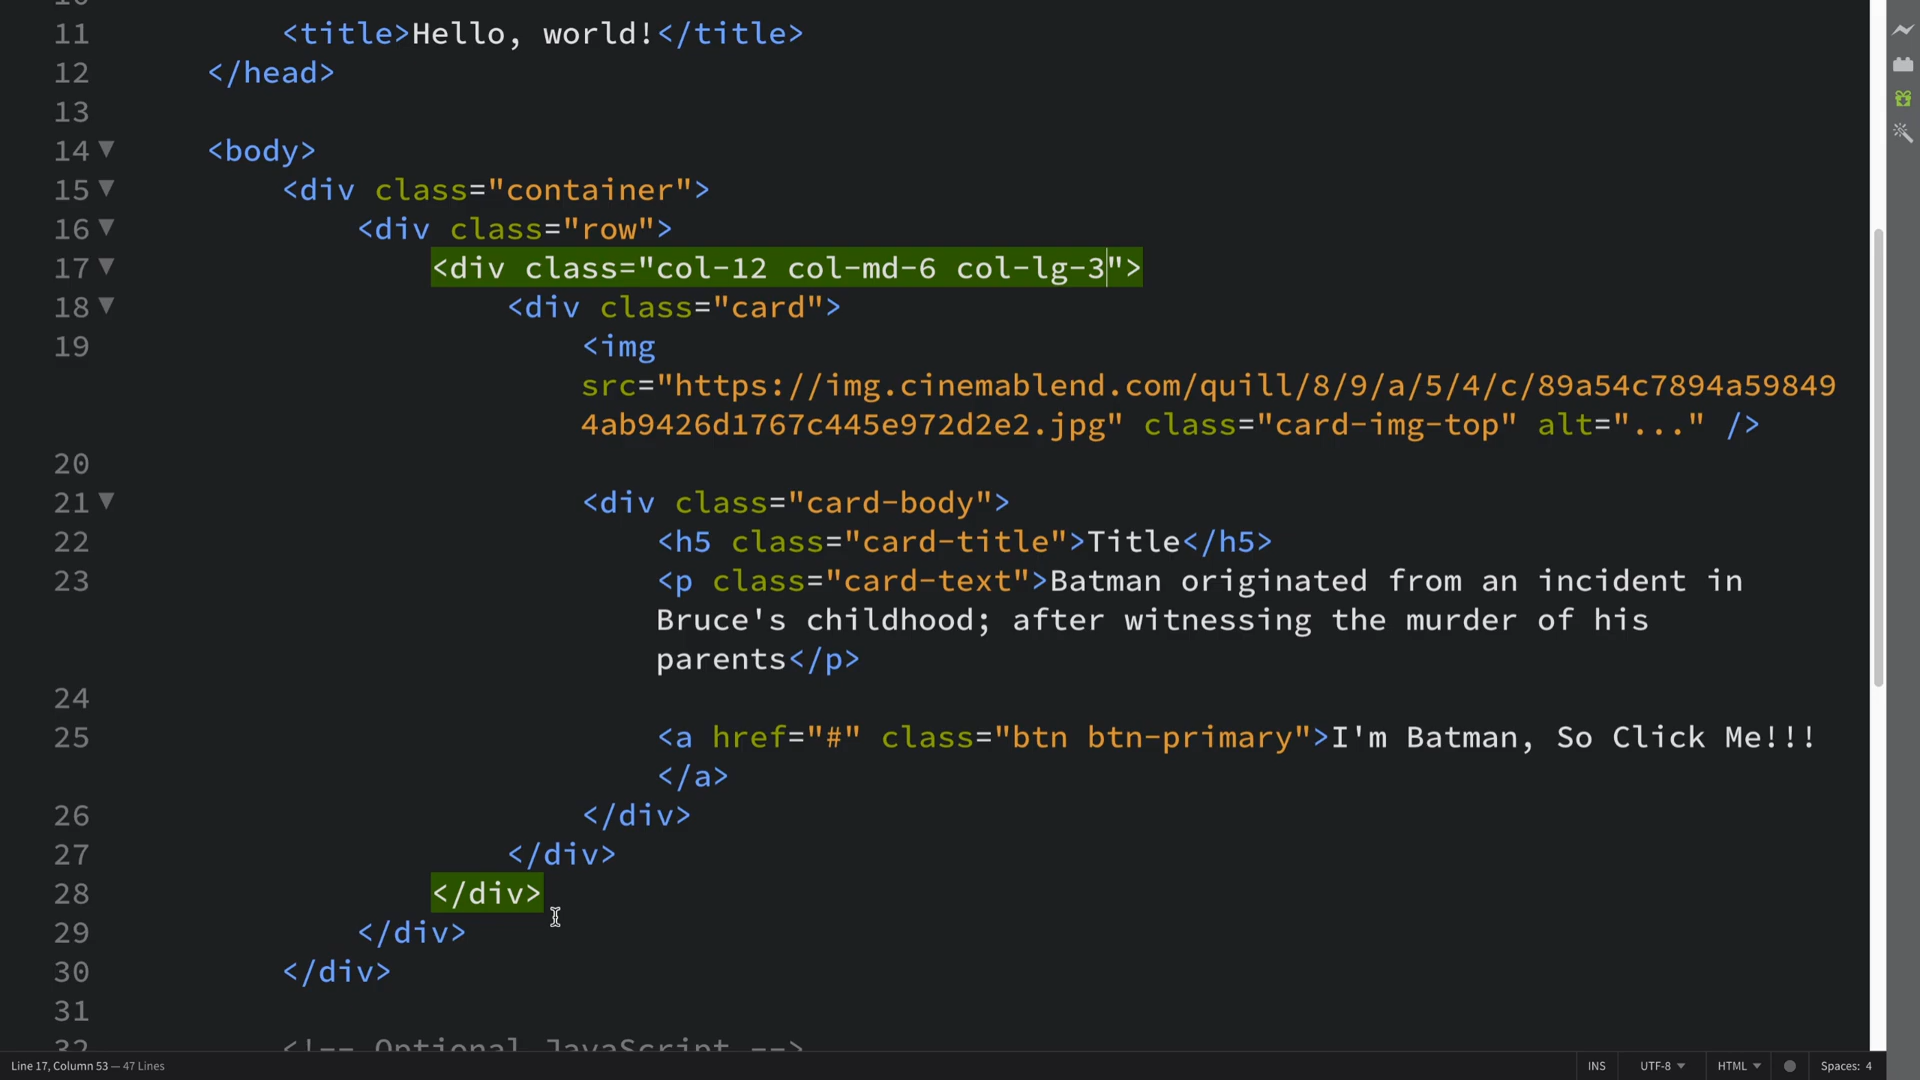 11 <title>Hello, world!</title>
12 </head>
13
14 <body>
15 <div class="container">
16 <div class="row">
17 <div class="col-12 col-md-6 col-lg-3">
18 <div class="card">
19 <img
src="https://img.cinemablend.com/quill/8/9/a/5/4/c/89a54c7894a59849
4ab9426d1767c445e972d2e2.jpg" class="card-img-top" alt="..." />
20
21 <div class="card-body">
22 <h5 class="card-title">Title</h5>
23 <p class="card-text">Batman originated from an incident in
Bruce's childhood; after witnessing the murder of his
parents</p>
24
25 <a href="#" class="btn btn-primary">I'm Batman, So Click Me!!!
</a>
26 </div>
27 </div>
28 </div>
29 </div>
30 </div>
31
32 <!-- Optional JavaScript -->
Line 17, Column 53 — 47 Lines
INS UTF-8 HTML Spaces: 4